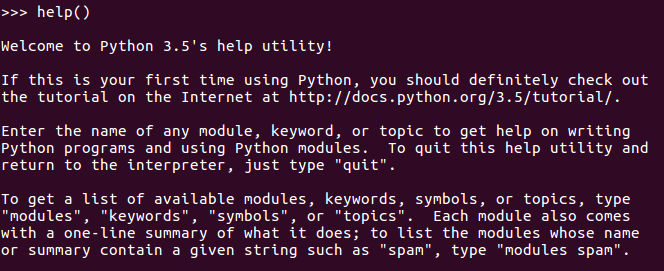 >>> help()
Welcome to Python 3.5's help utility!
If this is your first time using Python, you should definitely check out
the tutorial on the Internet at http://docs.python.org/3.5/tutorial/.
Enter the name of any module, keyword, or topic to get help on writing
Python programs and using Python modules.  To quit this help utility and
return to the interpreter, just type "quit".
To get a list of available modules, keywords, symbols, or topics, type
"modules", "keywords", "symbols", or "topics".  Each module also comes
with a one-line summary of what it does; to list the modules whose name
or summary contain a given string such as "spam", type "modules spam".